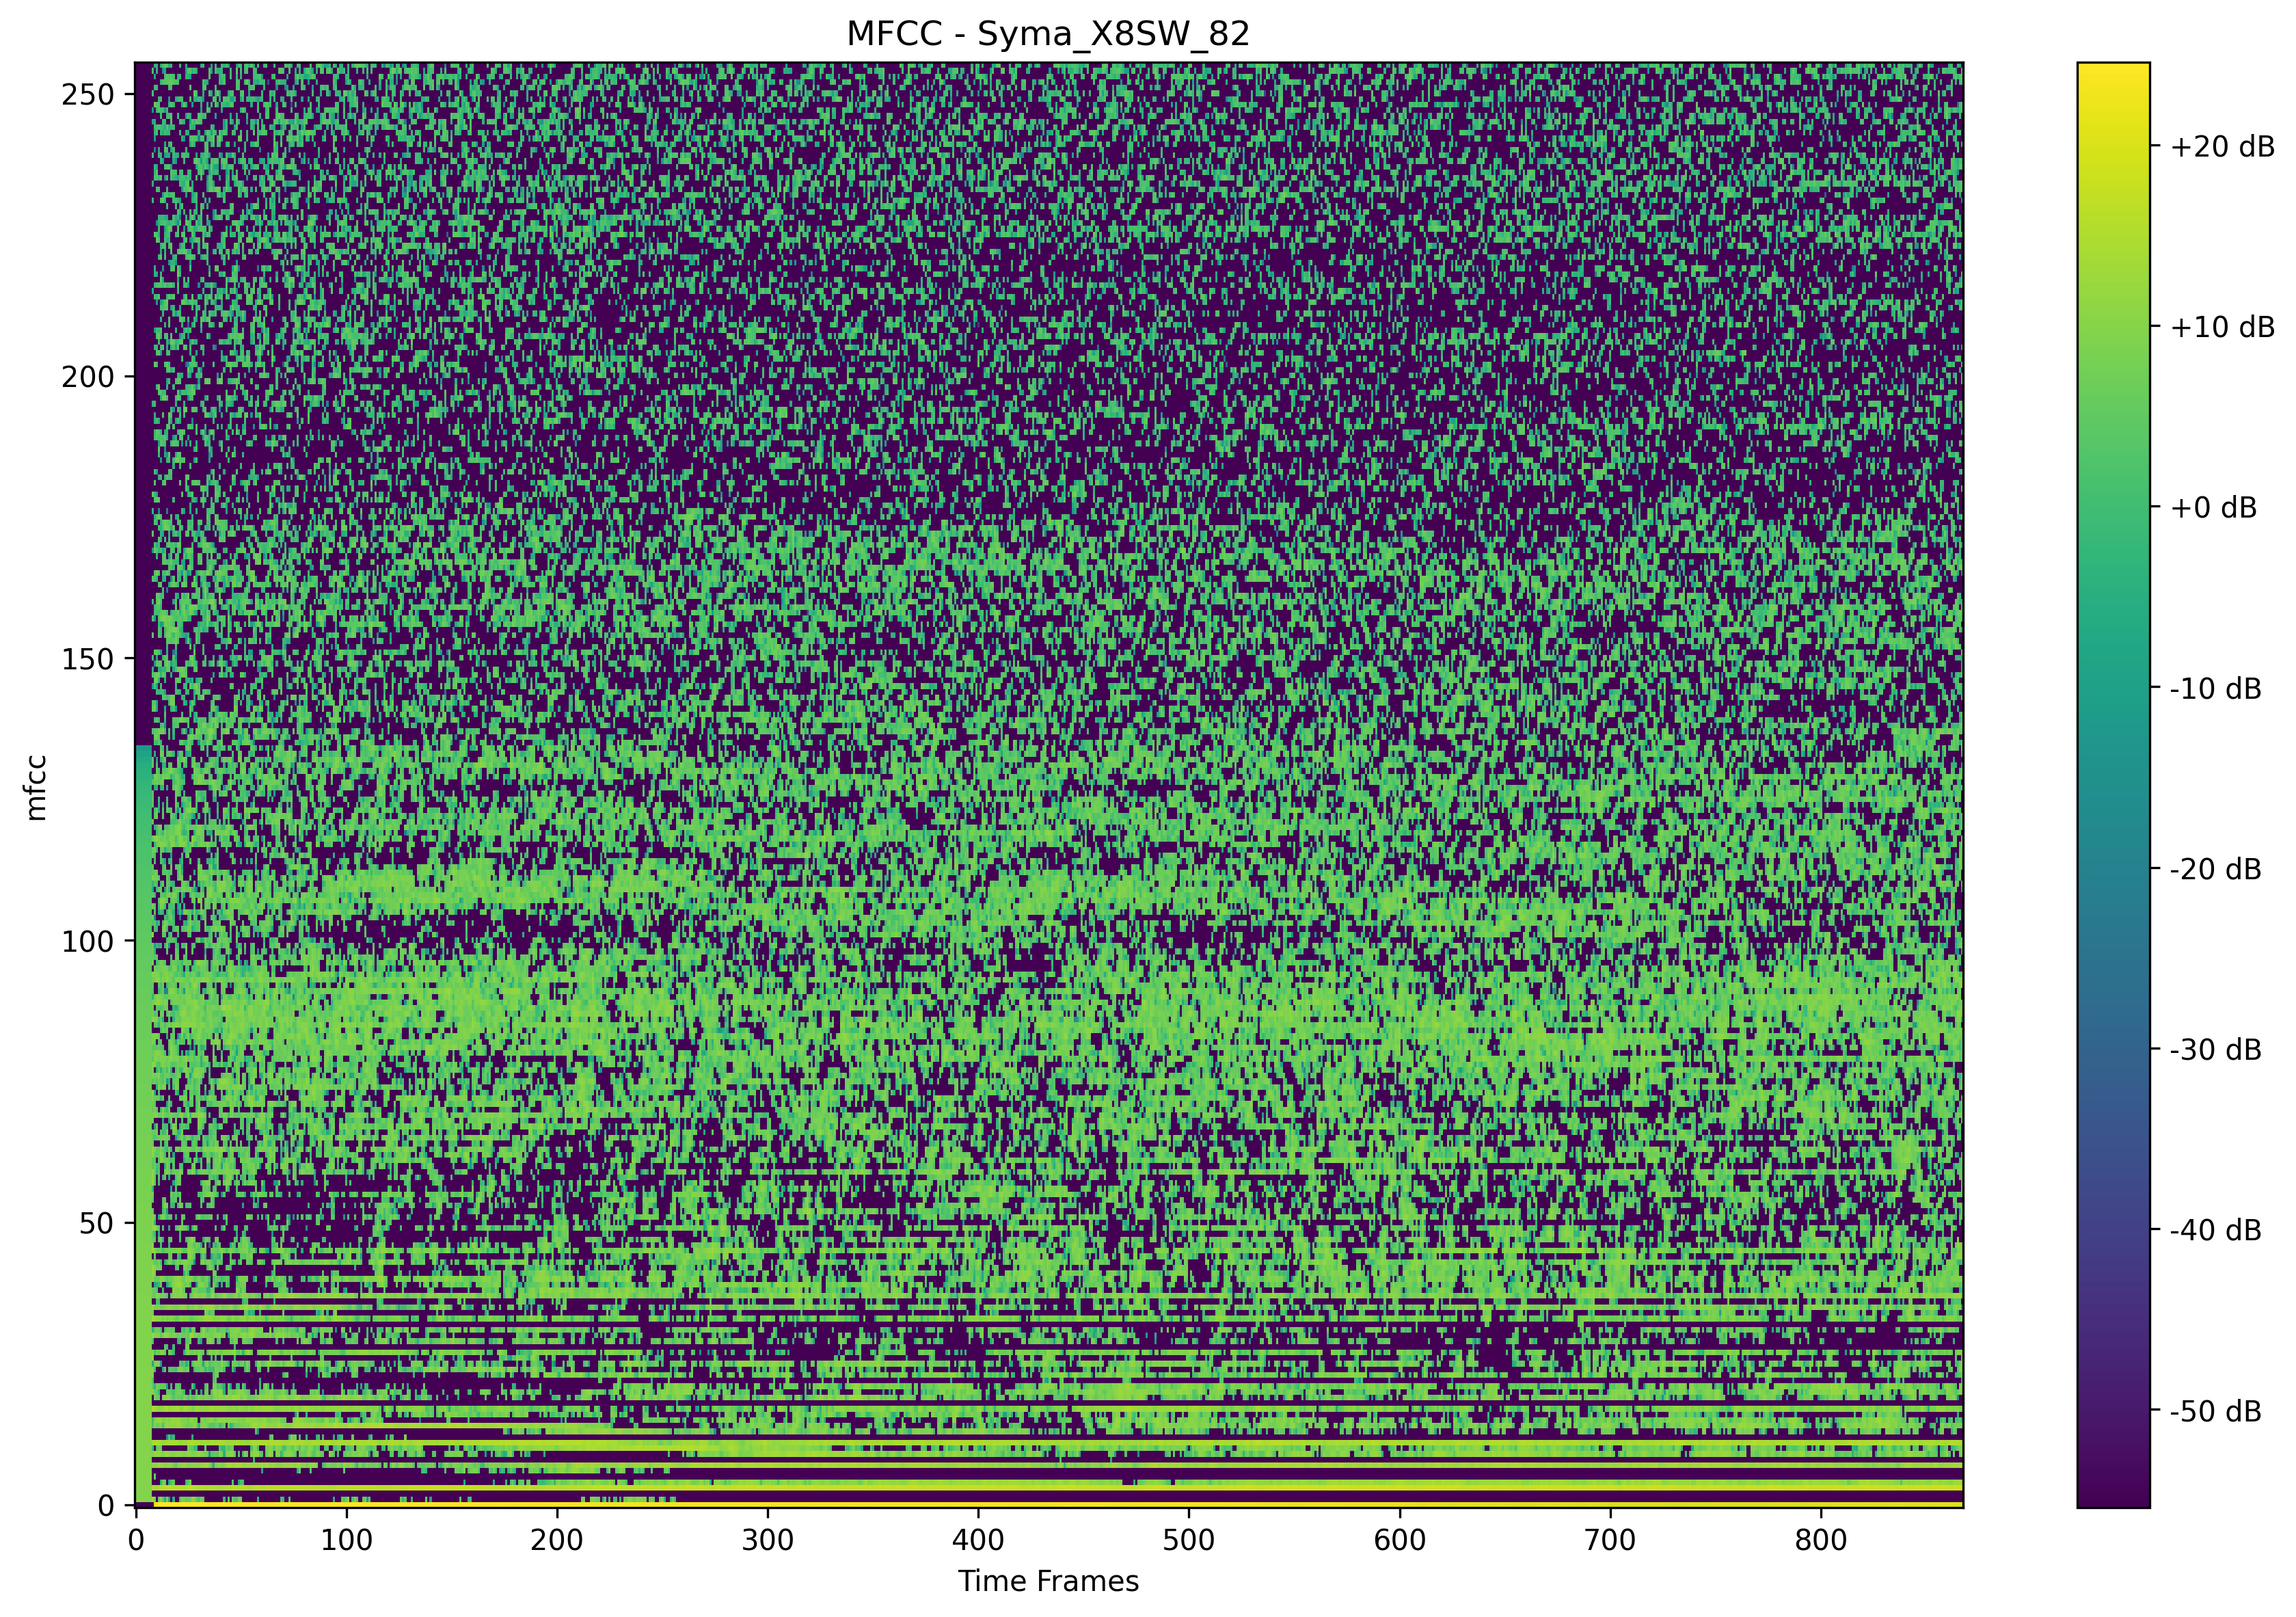 MFCC - Syma_X8SW_82
250
200
150
100
50
0
mfcc
0 100 200 300 400 500 600 700 800
Time Frames
+20 dB
+10 dB
+0 dB
-10 dB
-20 dB
-30 dB
-40 dB
-50 dB